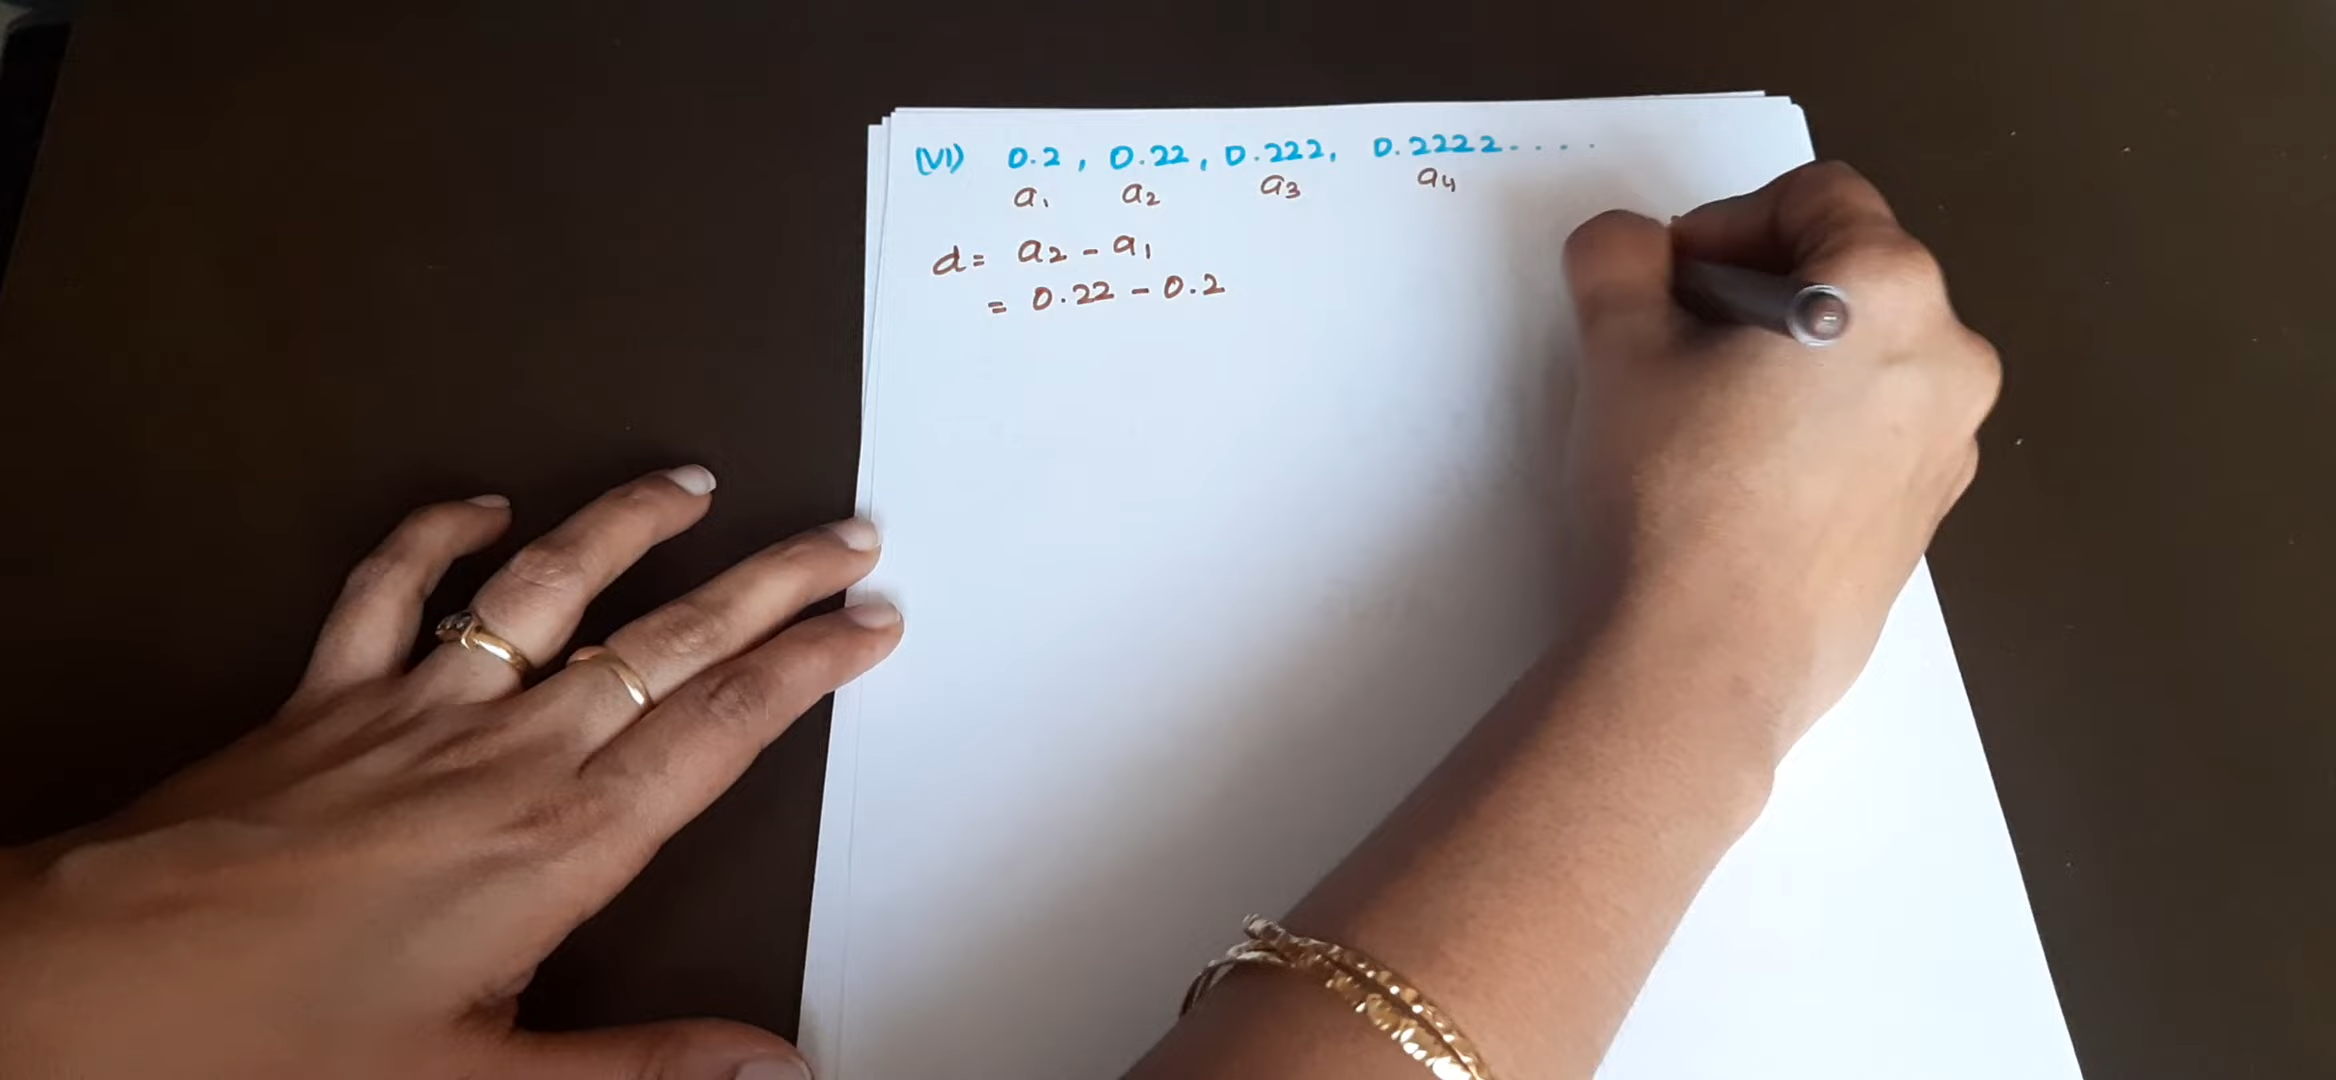 (VI) 0.2, 0.22, 0.222, 0.2222....
a₁ a₂ a₃ a₄
d = a₂ - a₁
= 0.22 - 0.2